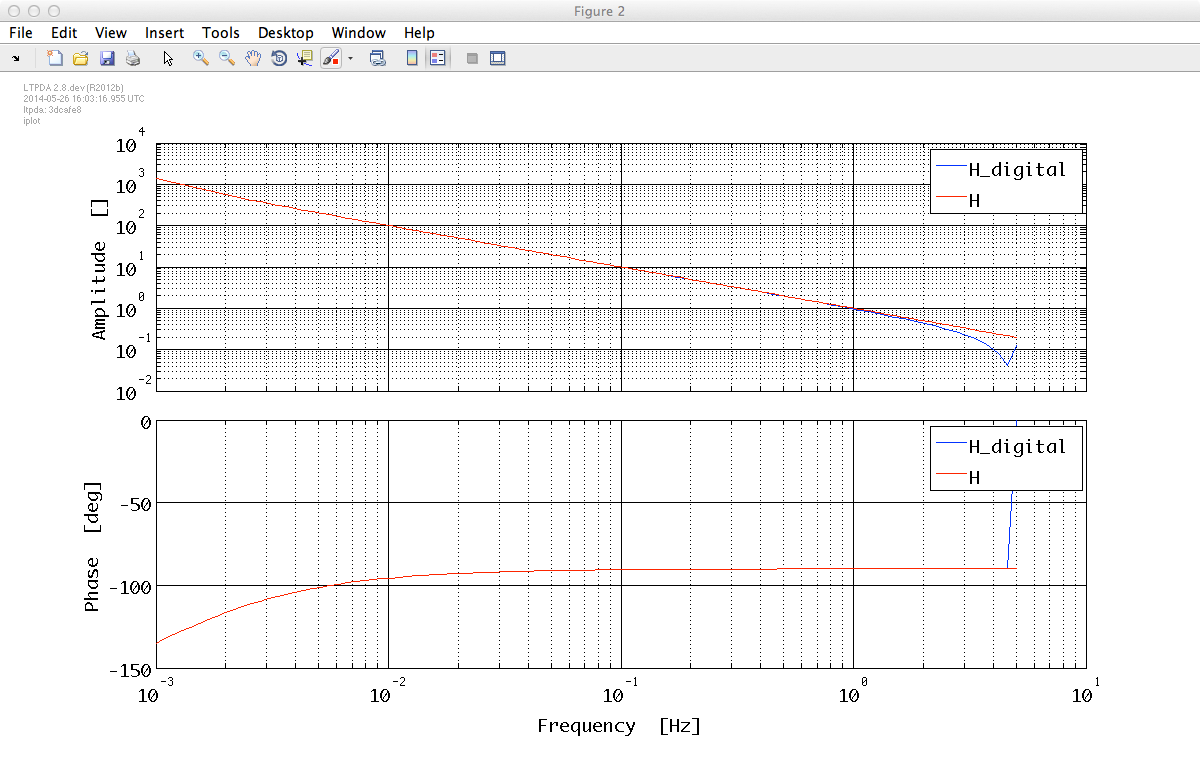 Figure 2
File Edit View Insert Tools Desktop Window Help
LTPDA 2.8.dev (R2012b)
2014-05-26 16:03:16.955 UTC
ltpda: 3dcafe8
iplot
10^4
10^3
10^2
10^1
10^0
10^-1
10^-2
Amplitude []
H_digital
H
0
-50
-100
-150
Phase [deg]
H_digital
H
10^-3 10^-2 10^-1 10^0 10^1
Frequency [Hz]